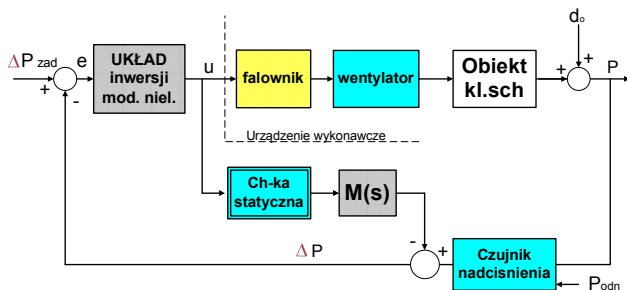 dₒ
ΔP zad
e
UKŁAD
inwersji
mod. niel.
u
falownik
wentylator
Obiekt
kl.sch
P
+
-
+
+
Urządzenie wykonawcze
Ch-ka
statyczna
M(s)
-
ΔP
+
Czujnik
nadcisnienia
Podn